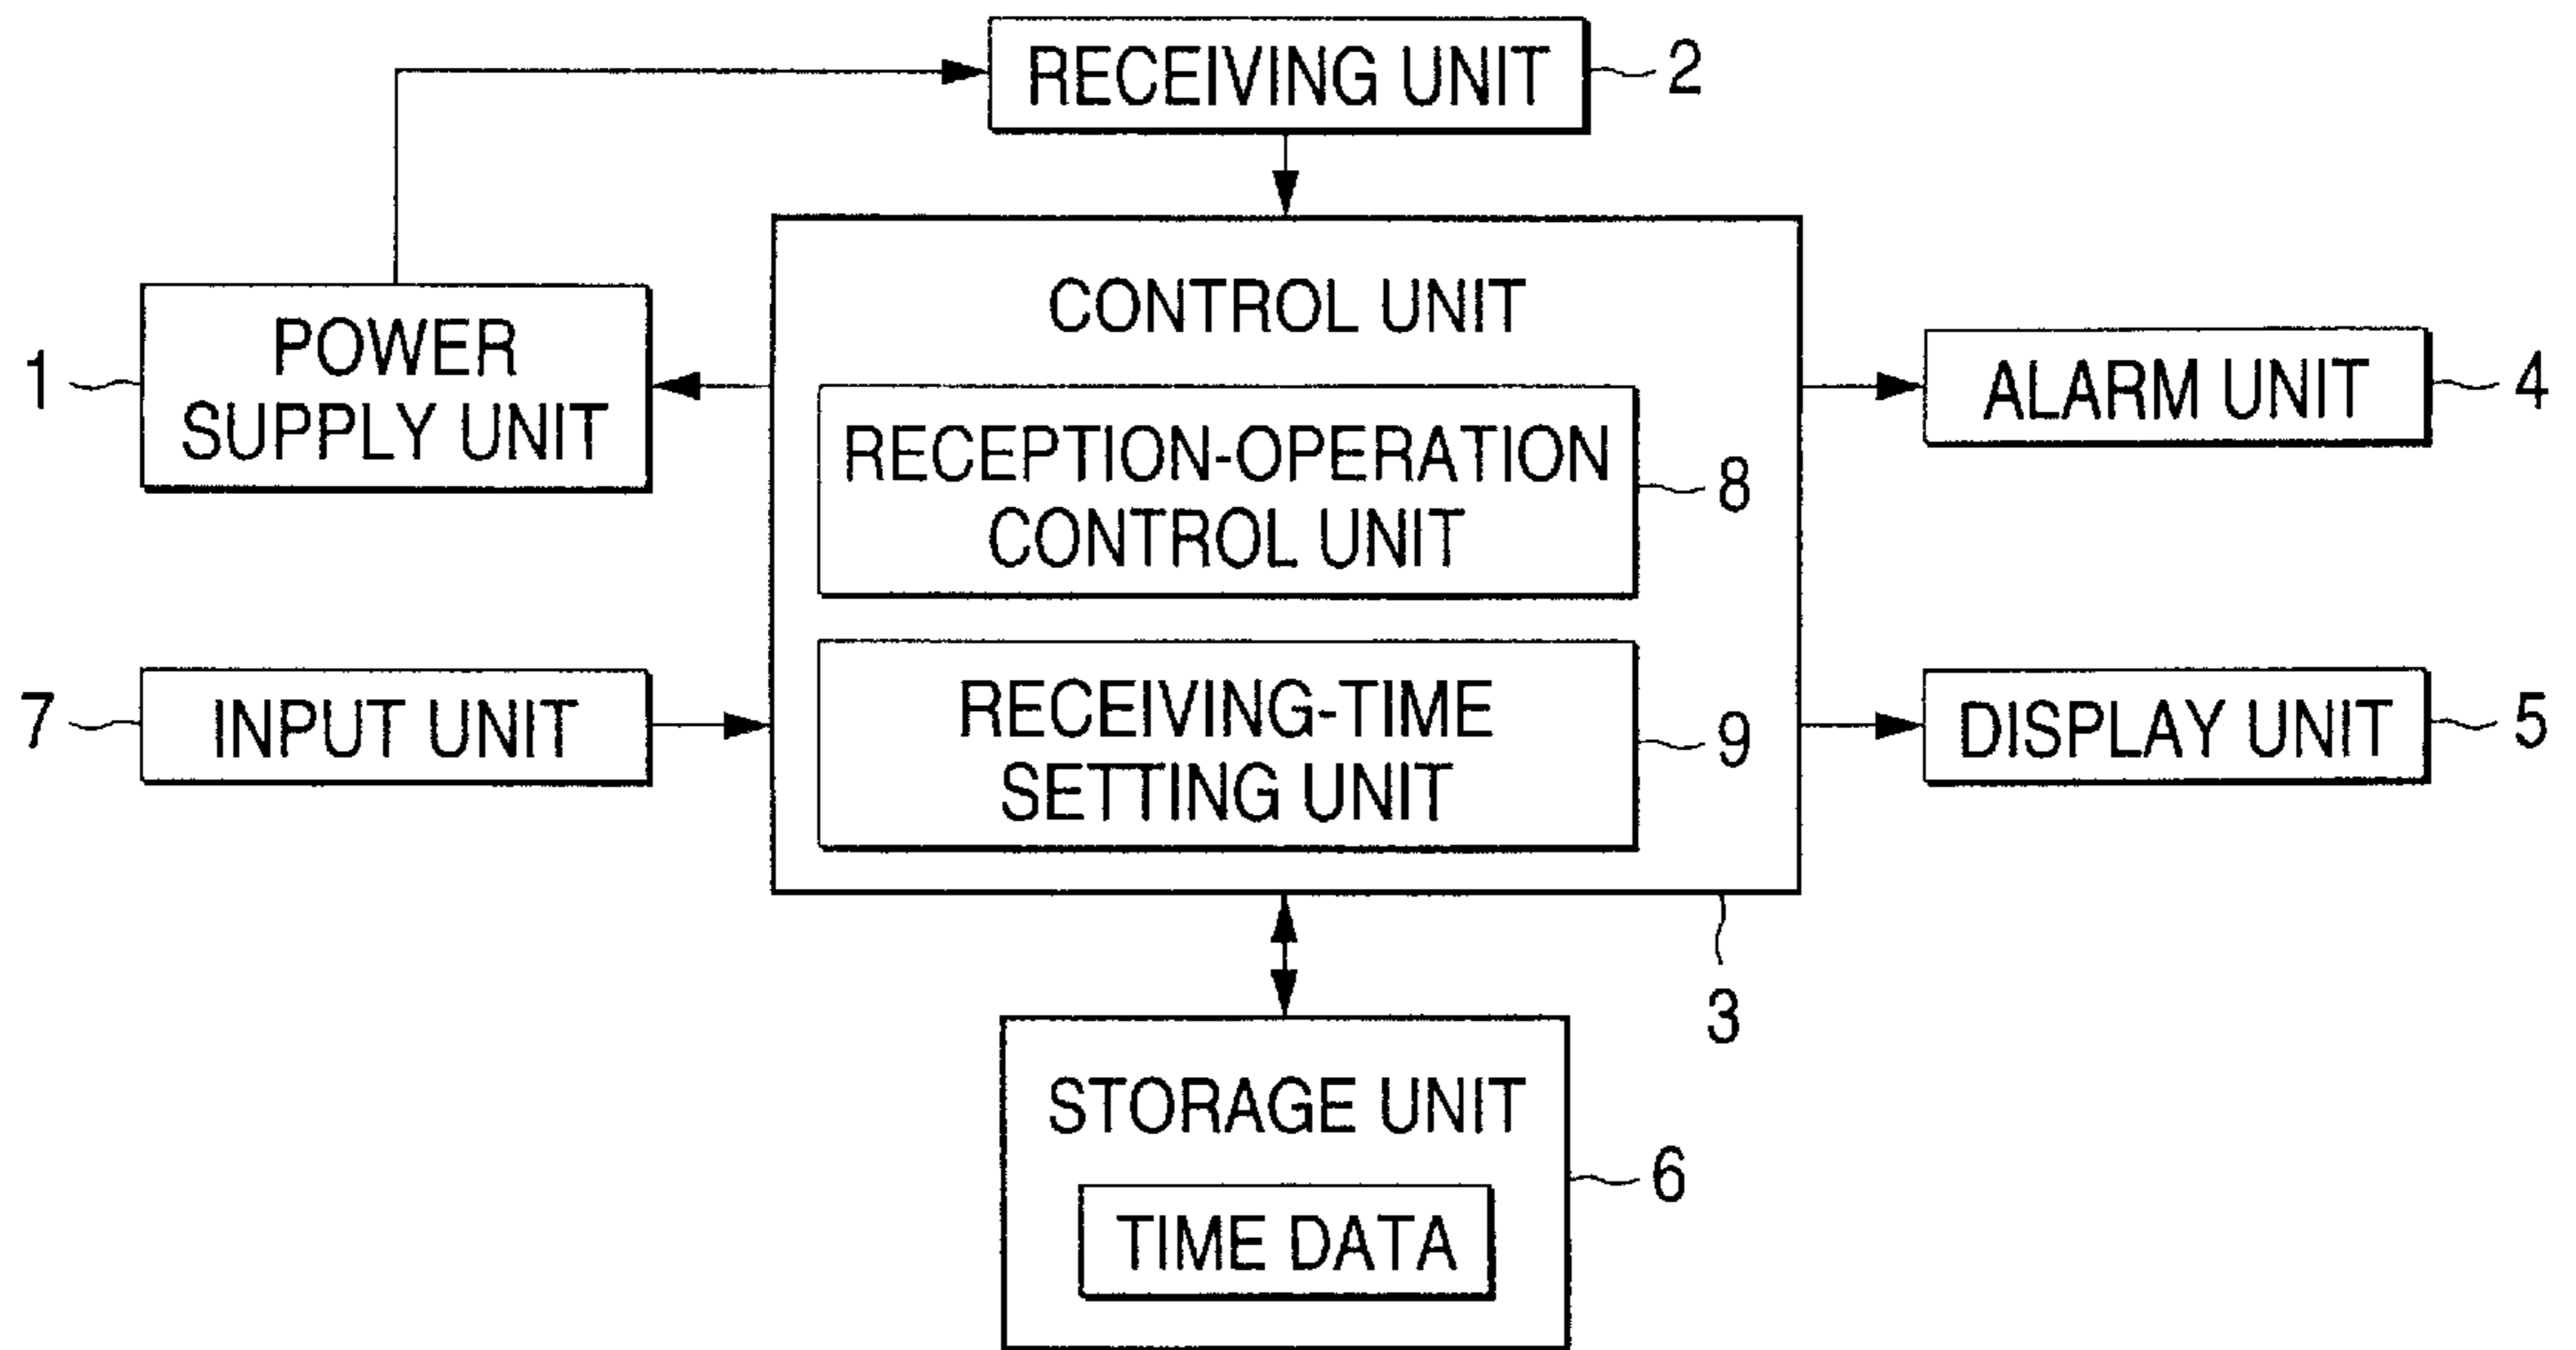 RECEIVING UNIT
2
CONTROL UNIT
1
POWER
SUPPLY UNIT
ALARM UNIT
4
RECEPTION-OPERATION
CONTROL UNIT
8
7
INPUT UNIT
RECEIVING-TIME
SETTING UNIT
9
DISPLAY UNIT
5
3
STORAGE UNIT
6
TIME DATA